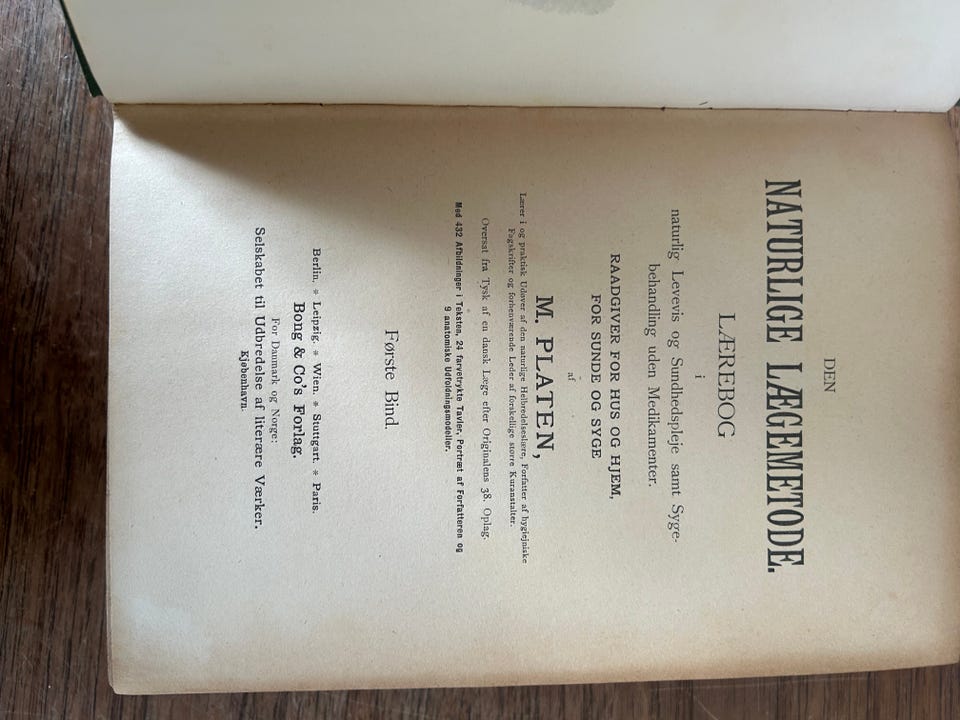 DEN
NATURLIGE LÆGEMETODE.
LÆREBOG
i
naturlig Levevis og Sundhedspleje samt Syge-
behandling uden Medikamenter.
RAADGIVER FOR HUS OG HJEM,
FOR SUNDE OG SYGE
af
M. PLATEN,
Lærer i og praktisk Udøver af den naturlige Helbredelseslære, Forfatter af hygiejniske
Fagskrifter og forhenværende Leder af forskellige større Kuranstalter.
Oversat fra Tysk af en dansk Læge efter Originalens 38. Oplag.
Med 432 Afbildninger i Teksten, 24 farvetrykte Tavler, Portræt af Forfatteren og
9 anatomiske Udfoldningsmodeller.
Første Bind.
Berlin. * Leipzig. * Wien. * Stuttgart. * Paris.
Bong & Co's Forlag.
For Danmark og Norge:
Selskabet til Udbredelse af literære Værker.
Kjøbenhavn.